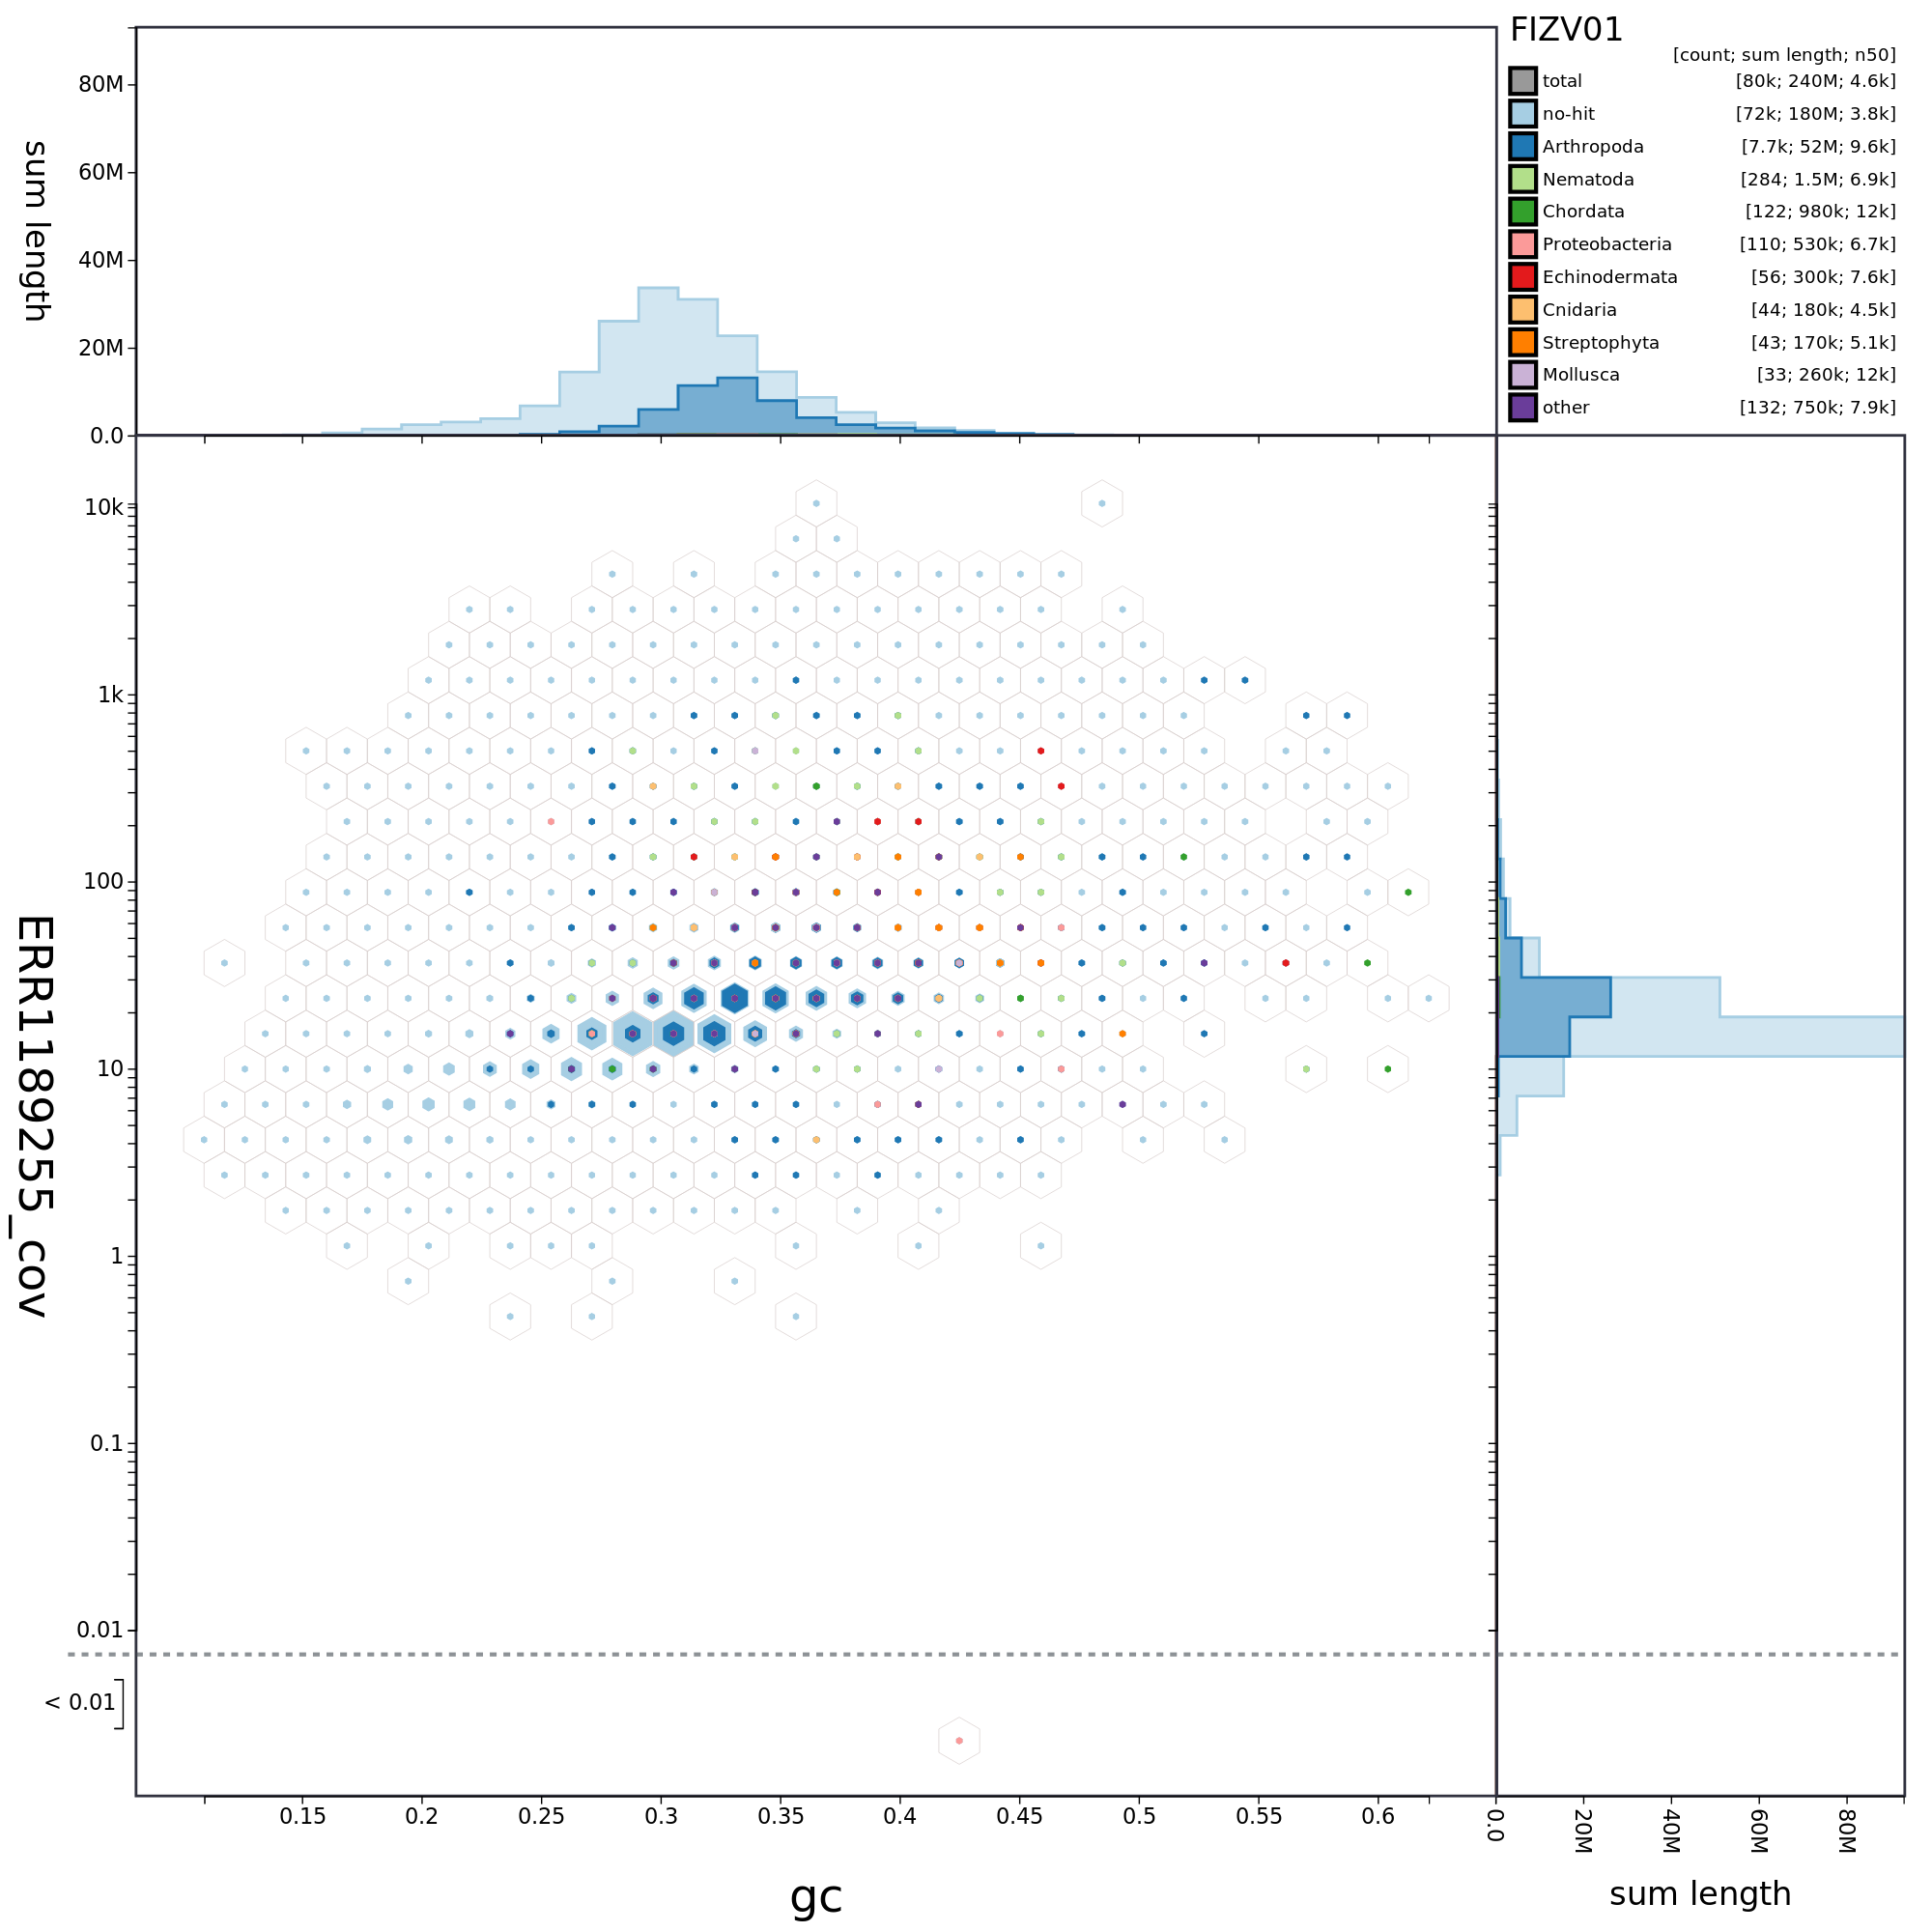 FIZV01
[count; sum length; n50]
total [80k; 240M; 4.6k]
no-hit [72k; 180M; 3.8k]
Arthropoda [7.7k; 52M; 9.6k]
Nematoda [284; 1.5M; 6.9k]
Chordata [122; 980k; 12k]
Proteobacteria [110; 530k; 6.7k]
Echinodermata [56; 300k; 7.6k]
Cnidaria [44; 180k; 4.5k]
Streptophyta [43; 170k; 5.1k]
Mollusca [33; 260k; 12k]
other [132; 750k; 7.9k]
sum length
80M
60M
40M
20M
0.0
ERR1189255_cov
10k
1k
100
10
1
0.1
0.01
< 0.01
0.15 0.2 0.25 0.3 0.35 0.4 0.45 0.5 0.55 0.6
gc
0.0 20M 40M 60M 80M
sum length